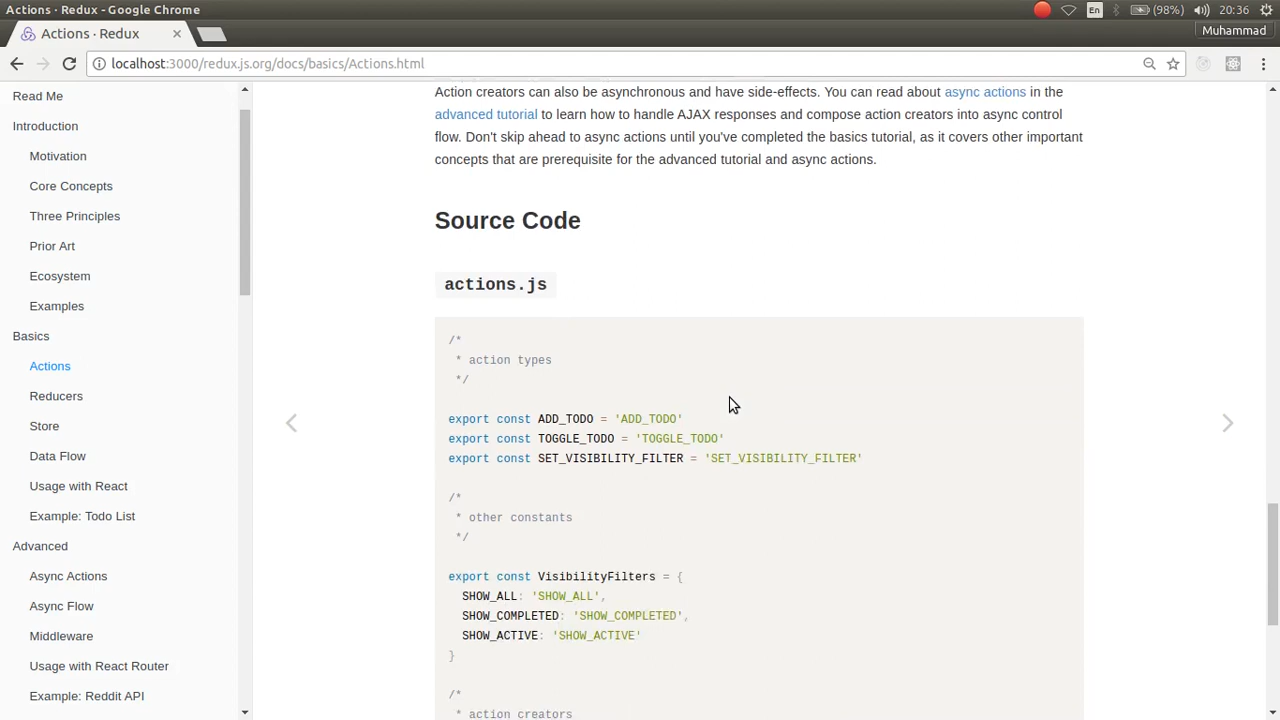 Actions · Redux - Google Chrome
En
(98%)
20:36
Actions · Redux
Muhammad
localhost:3000/redux.js.org/docs/basics/Actions.html
Read Me
Introduction
Motivation
Core Concepts
Three Principles
Prior Art
Ecosystem
Examples
Basics
Actions
Reducers
Store
Data Flow
Usage with React
Example: Todo List
Advanced
Async Actions
Async Flow
Middleware
Usage with React Router
Example: Reddit API
Action creators can also be asynchronous and have side-effects. You can read about async actions in the
advanced tutorial to learn how to handle AJAX responses and compose action creators into async control
flow. Don't skip ahead to async actions until you've completed the basics tutorial, as it covers other important
concepts that are prerequisite for the advanced tutorial and async actions.
Source Code
actions.js
/*
* action types
*/
export const ADD_TODO = 'ADD_TODO'
export const TOGGLE_TODO = 'TOGGLE_TODO'
export const SET_VISIBILITY_FILTER = 'SET_VISIBILITY_FILTER'
/*
* other constants
*/
export const VisibilityFilters = {
SHOW_ALL: 'SHOW_ALL',
SHOW_COMPLETED: 'SHOW_COMPLETED',
SHOW_ACTIVE: 'SHOW_ACTIVE'
}
/*
* action creators